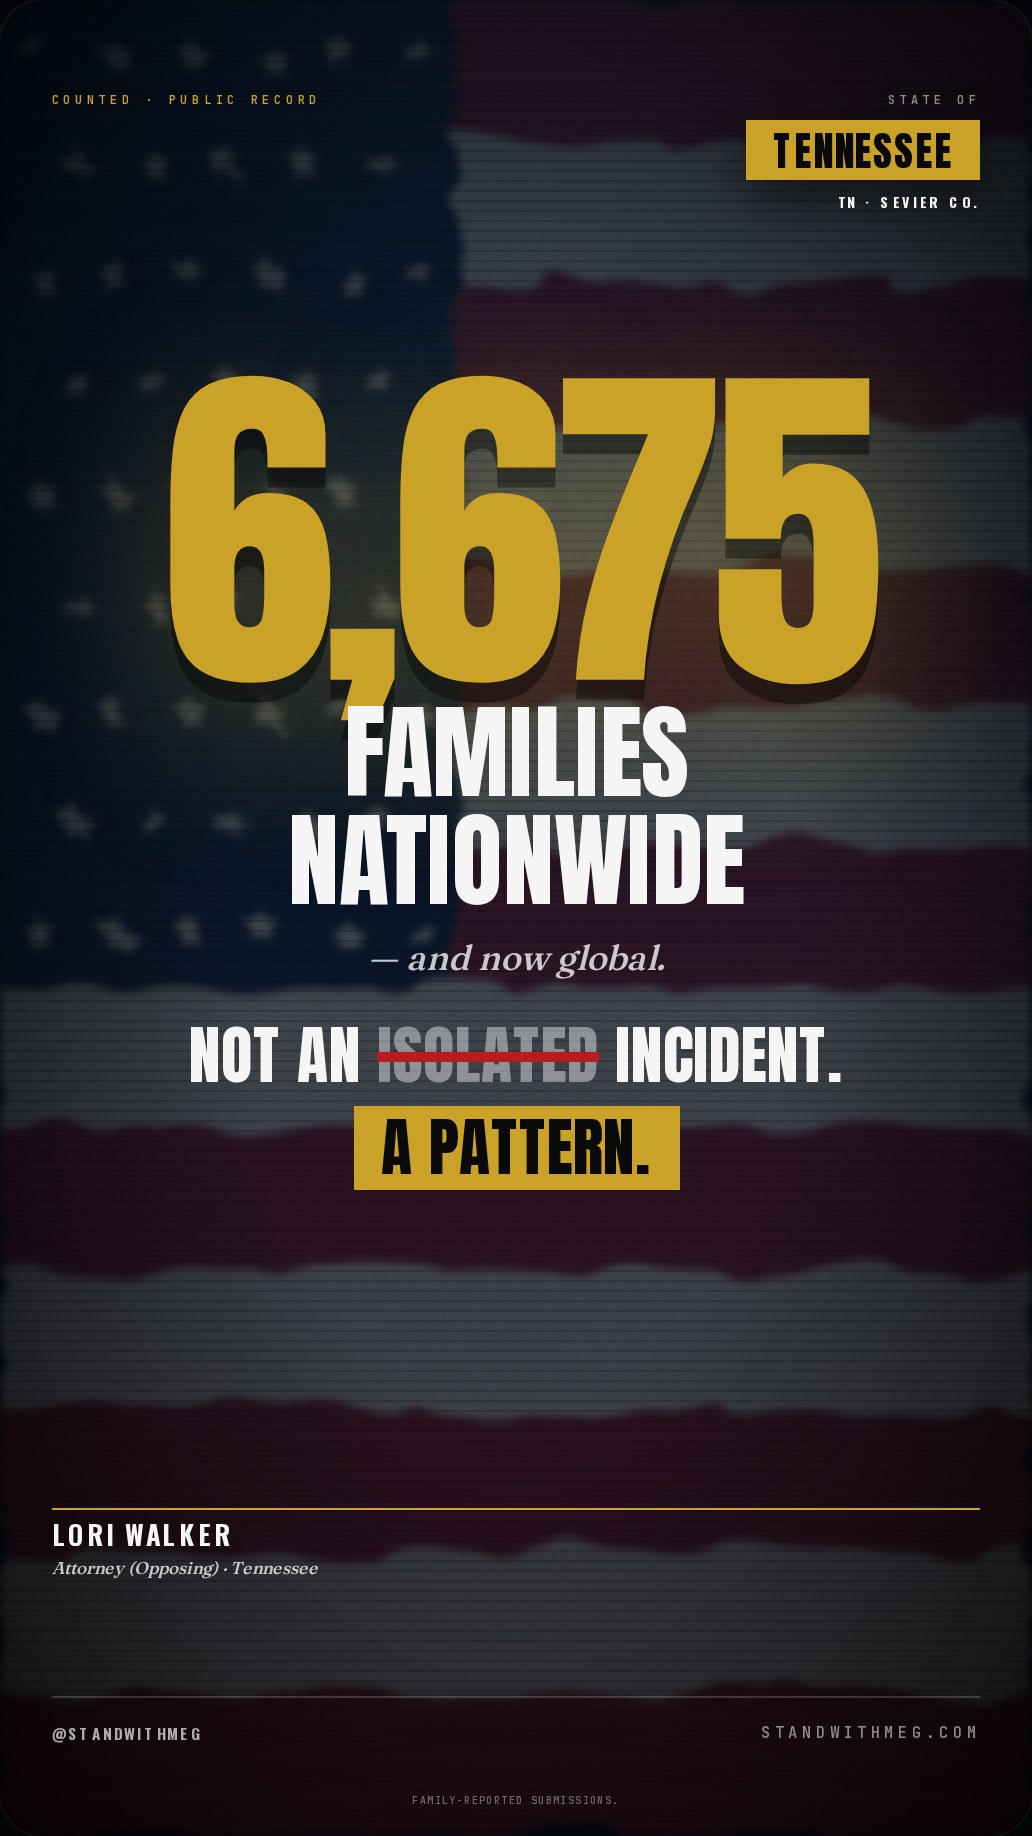 COUNTED · PUBLIC RECORD
STATE OF
TENNESSEE
TN · SEVIER CO.
6,675
FAMILIES
NATIONWIDE
— and now global.
NOT AN ISOLATED INCIDENT.
A PATTERN.
LORI WALKER
Attorney (Opposing) · Tennessee
@STANDWITHMEG
STANDWITHMEG.COM
FAMILY-REPORTED SUBMISSIONS.